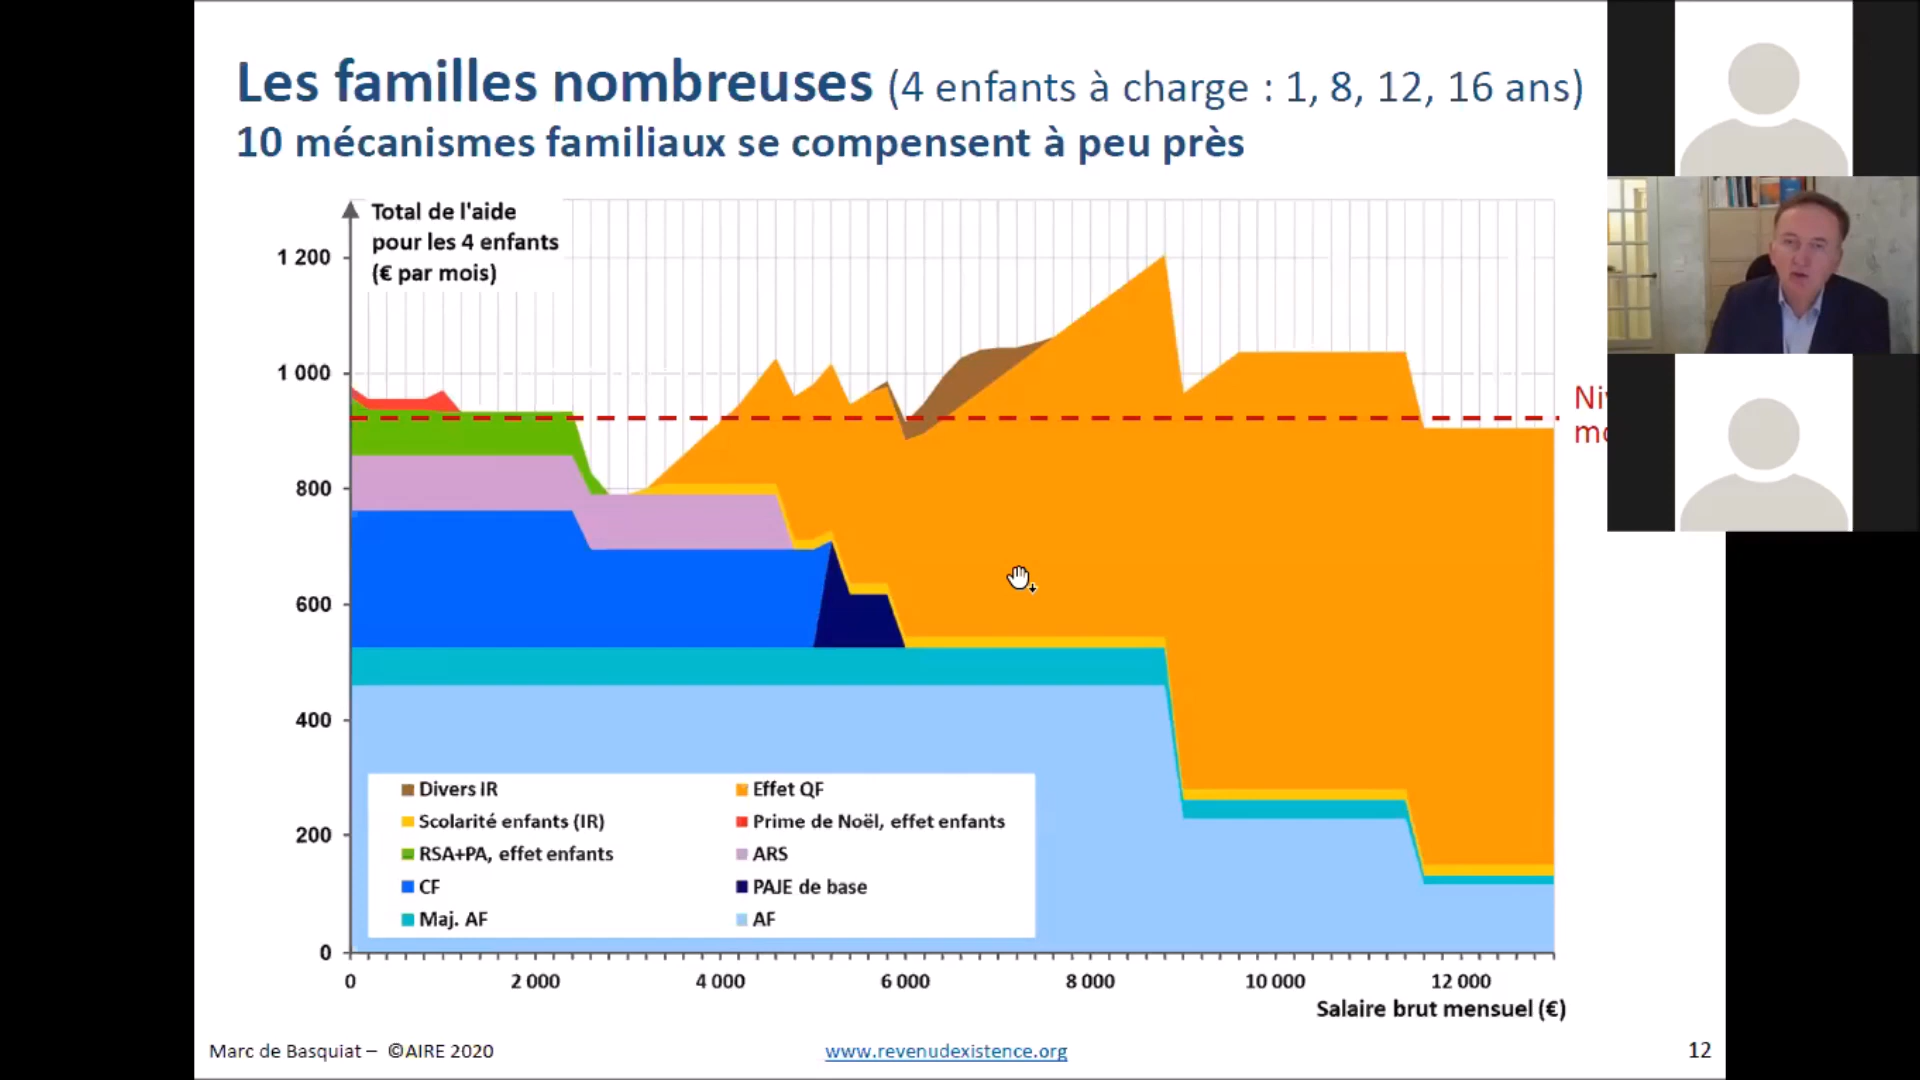 Les familles nombreuses (4 enfants à charge : 1, 8, 12, 16 ans)
10 mécanismes familiaux se compensent à peu près
Total de l'aide
pour les 4 enfants
(€ par mois)
1 200
1 000
800
600
400
200
0
Divers IR
Effet QF
Scolarité enfants (IR)
Prime de Noël, effet enfants
RSA+PA, effet enfants
ARS
CF
PAJE de base
Maj. AF
AF
0 2 000 4 000 6 000 8 000 10 000 12 000
Salaire brut mensuel (€)
Marc de Basquiat – ©AIRE 2020
www.revenudexistence.org
12